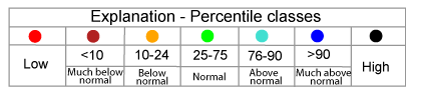 Explanation - Percentile classes
Low <10 10-24 25-75 76-90 >90 High
Much below normal Below normal Normal Above normal Much above normal